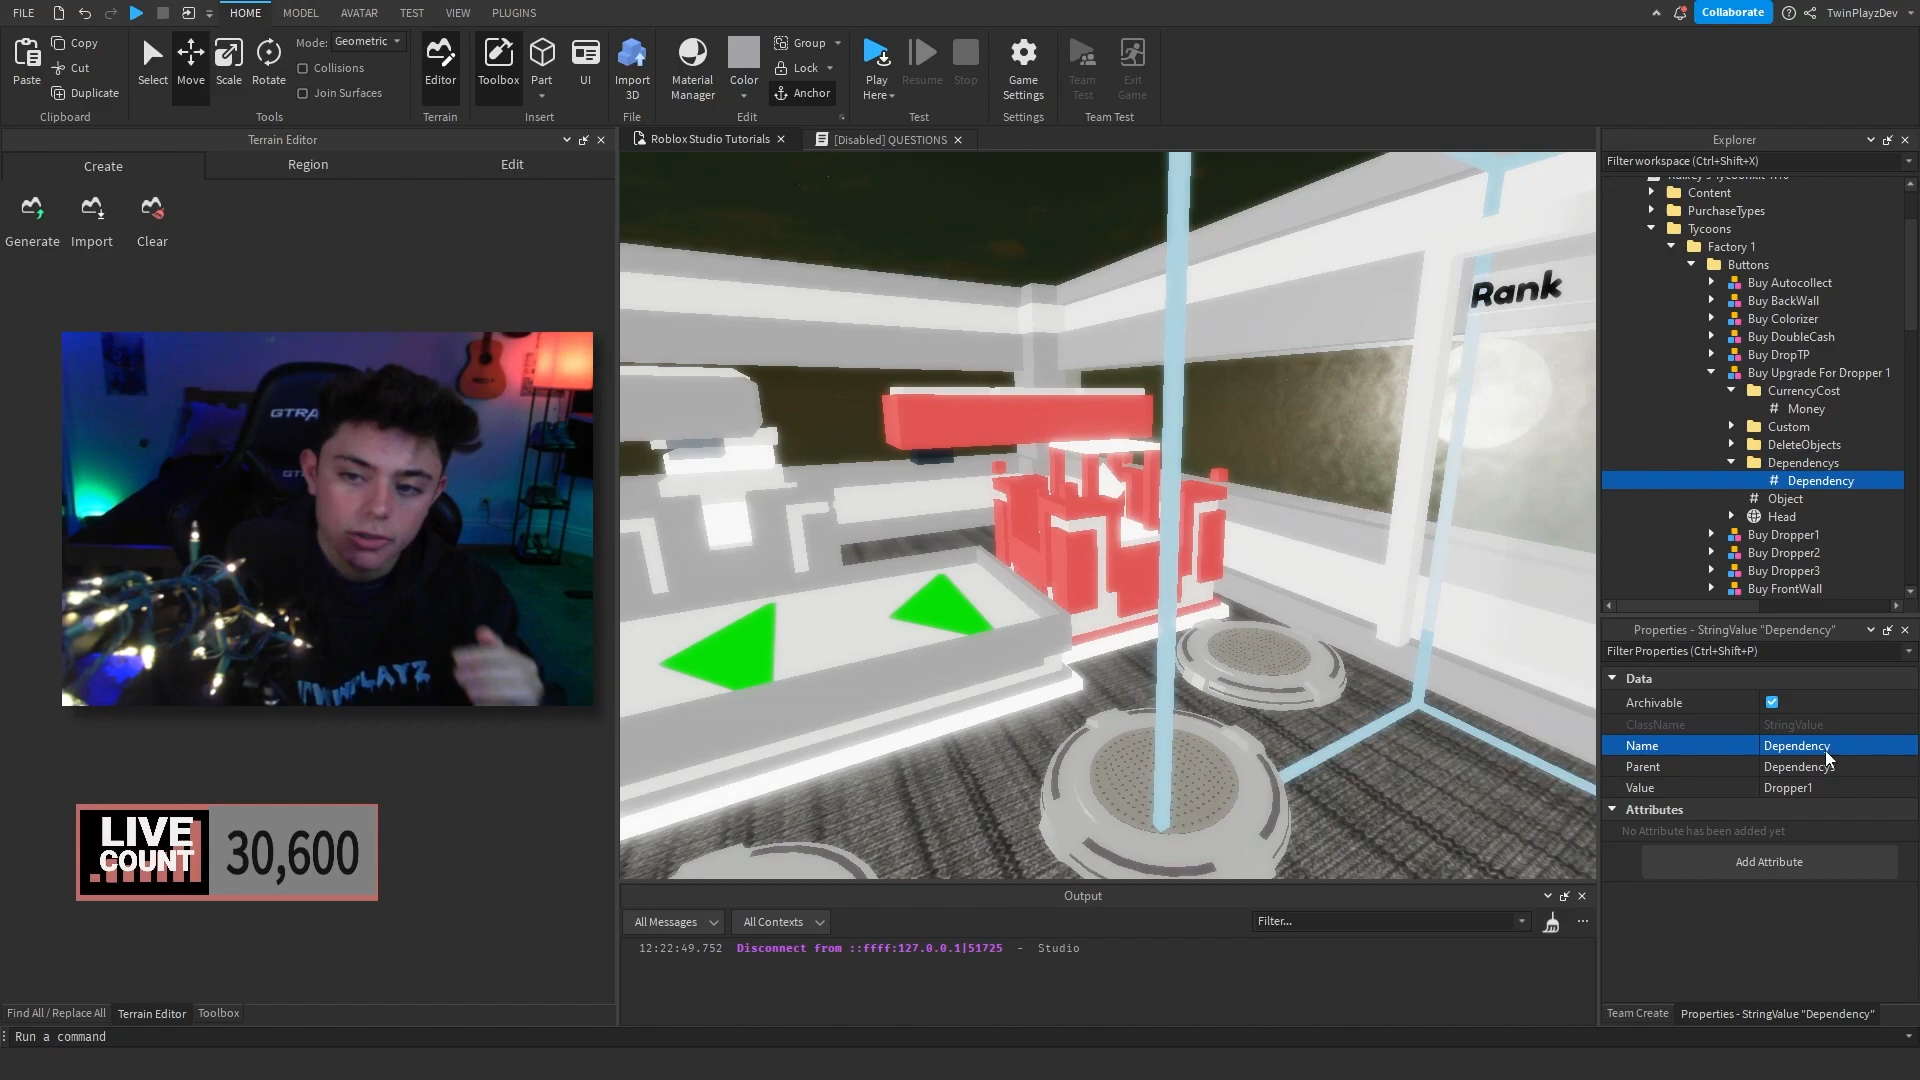 FILE
HOME
MODEL
AVATAR
TEST
VIEW
PLUGINS
Collaborate
TwinPlayzDev
Paste
Copy
Cut
Duplicate
Clipboard
Select
Move
Scale
Rotate
Mode: Geometric
Collisions
Join Surfaces
Tools
Editor
Terrain
Toolbox
Part
UI
Insert
Import 3D
File
Material Manager
Color
Group
Lock
Anchor
Edit
Play Here
Resume
Stop
Test
Game Settings
Settings
Team Test
Exit Game
Team Test
Terrain Editor
Create
Region
Edit
Generate
Import
Clear
GTRA
LIVE COUNT
30,600
Find All / Replace All
Terrain Editor
Toolbox
Run a command
Roblox Studio Tutorials
[Disabled] QUESTIONS
Rank
Output
All Messages
All Contexts
Filter...
12:22:49.752 Disconnect from ::ffff:127.0.0.1|51725 - Studio
Explorer
Filter workspace (Ctrl+Shift+X)
Content
PurchaseTypes
Tycoons
Factory 1
Buttons
Buy Autocollect
Buy BackWall
Buy Colorizer
Buy DoubleCash
Buy DropTP
Buy Upgrade For Dropper 1
CurrencyCost
# Money
Custom
DeleteObjects
Dependencys
# Dependency
# Object
Head
Buy Dropper1
Buy Dropper2
Buy Dropper3
Buy FrontWall
Properties - StringValue "Dependency"
Filter Properties (Ctrl+Shift+P)
Data
Archivable
ClassName StringValue
Name Dependency
Parent Dependencys
Value Dropper1
Attributes
No Attribute has been added yet
Add Attribute
Team Create
Properties - StringValue "Dependency"